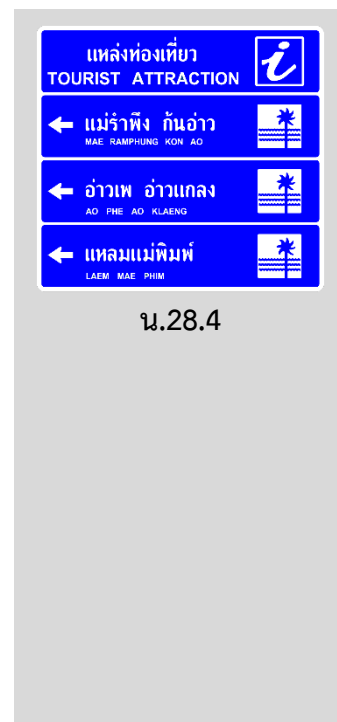 แหล่งท่องเที่ยว
TOURIST ATTRACTION
i
แม่รำพึง ก้นอ่าว
MAE RAMPHUNG KON AO
อ่าวเพ อ่าวแกลง
AO PHE AO KLAENG
แหลมแม่พิมพ์
LAEM MAE PHIM
น.28.4